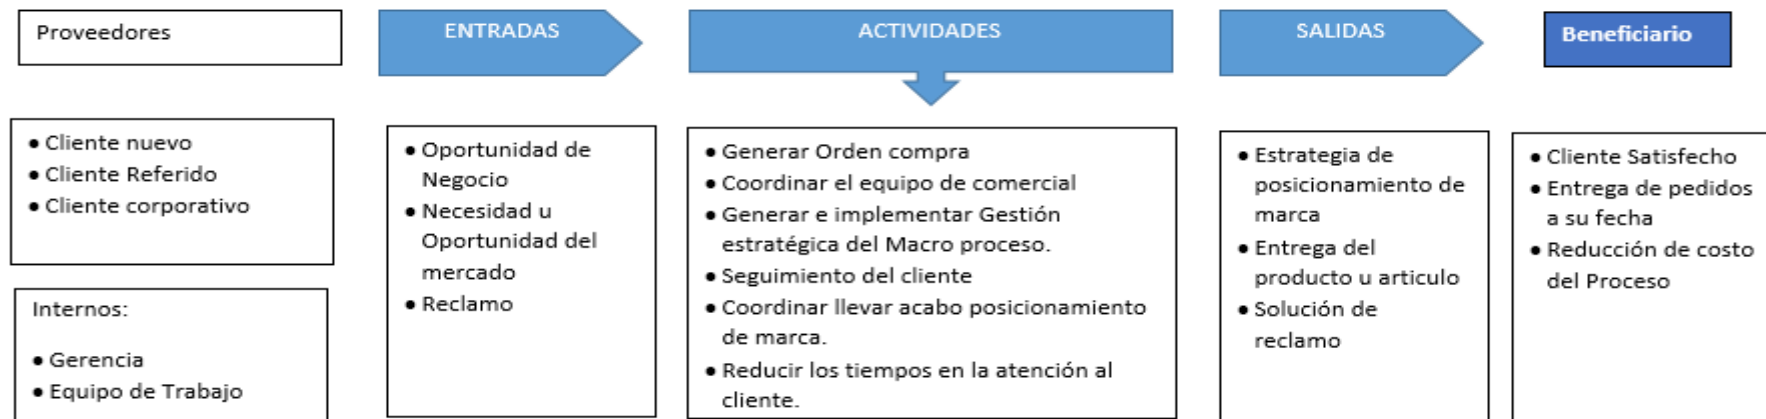 Proveedores
ENTRADAS
ACTIVIDADES
SALIDAS
Beneficiario
• Cliente nuevo
• Cliente Referido
• Cliente corporativo
Internos:
• Gerencia
• Equipo de Trabajo
• Oportunidad de
Negocio
• Necesidad u
Oportunidad del
mercado
• Reclamo
• Generar Orden compra
• Coordinar el equipo de comercial
• Generar e implementar Gestión
estratégica del Macro proceso.
• Seguimiento del cliente
• Coordinar llevar acabo posicionamiento
de marca.
• Reducir los tiempos en la atención al
cliente.
• Estrategia de
posicionamiento de
marca
• Entrega del
producto u articulo
• Solución de
reclamo
• Cliente Satisfecho
• Entrega de pedidos
a su fecha
• Reducción de costo
del Proceso